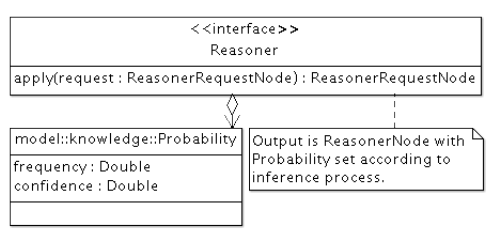 <<interface>>
Reasoner
apply(request : ReasonerRequestNode) : ReasonerRequestNode
model::knowledge::Probability
frequency : Double
confidence : Double
Output is ReasonerNode with
Probability set according to
inference process.